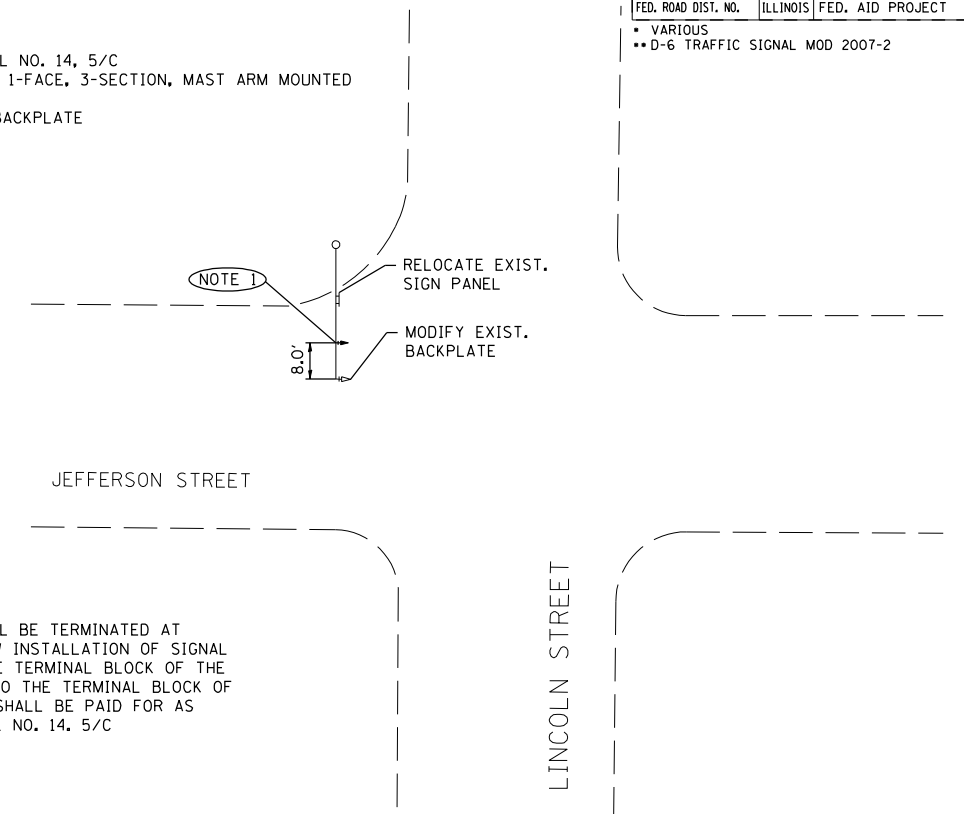 FED. ROAD DIST. NO. ILLINOIS FED. AID PROJECT
* VARIOUS
** D-6 TRAFFIC SIGNAL MOD 2007-2
L NO. 14, 5/C
1-FACE, 3-SECTION, MAST ARM MOUNTED
BACKPLATE
NOTE 1
RELOCATE EXIST.
SIGN PANEL
MODIFY EXIST.
BACKPLATE
8.0'
JEFFERSON STREET
LINCOLN STREET
L BE TERMINATED AT
INSTALLATION OF SIGNAL
E TERMINAL BLOCK OF THE
O THE TERMINAL BLOCK OF
SHALL BE PAID FOR AS
NO. 14. 5/C